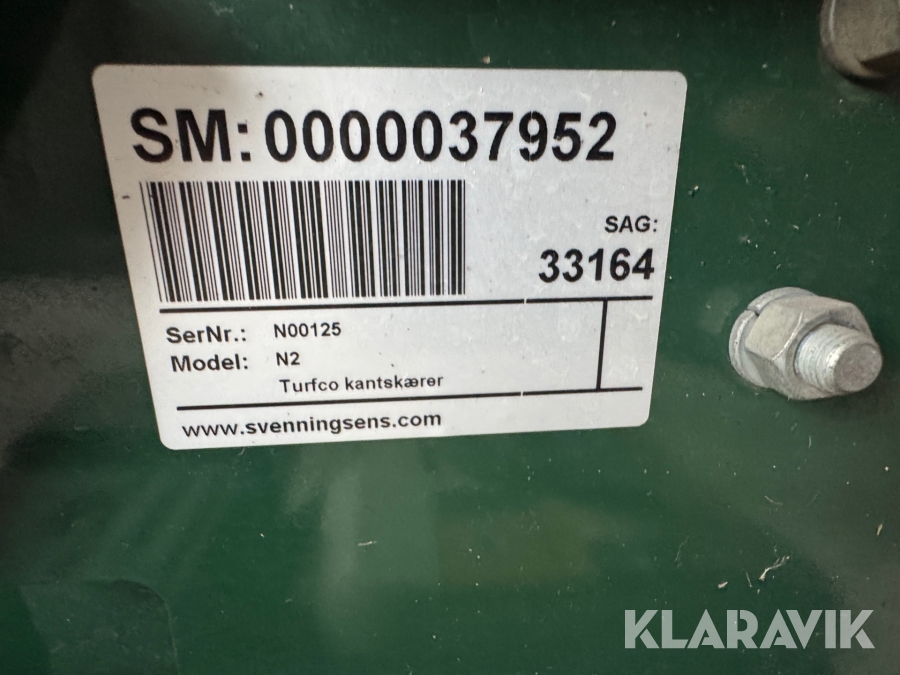 SM: 0000037952
SAG:
33164
SerNr.: N00125
Model: N2
Turfco kantskærer
www.svenningsens.com
KLARAVIK